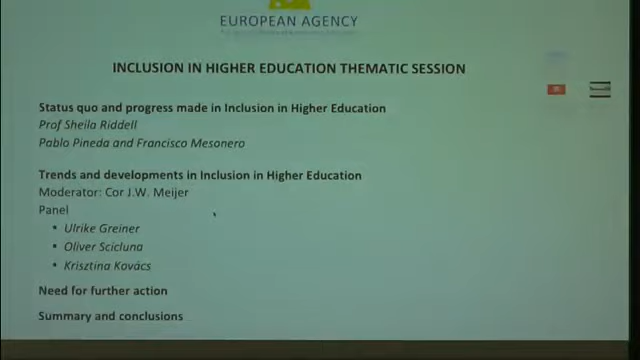 EUROPEAN AGENCY
INCLUSION IN HIGHER EDUCATION THEMATIC SESSION
Status quo and progress made in Inclusion in Higher Education
Prof Sheila Riddell
Pablo Pineda and Francisco Mesonero
Trends and developments in Inclusion in Higher Education
Moderator: Cor J.W. Meijer
Panel
• Ulrike Greiner
• Oliver Scicluna
• Krisztina Kovács
Need for further action
Summary and conclusions